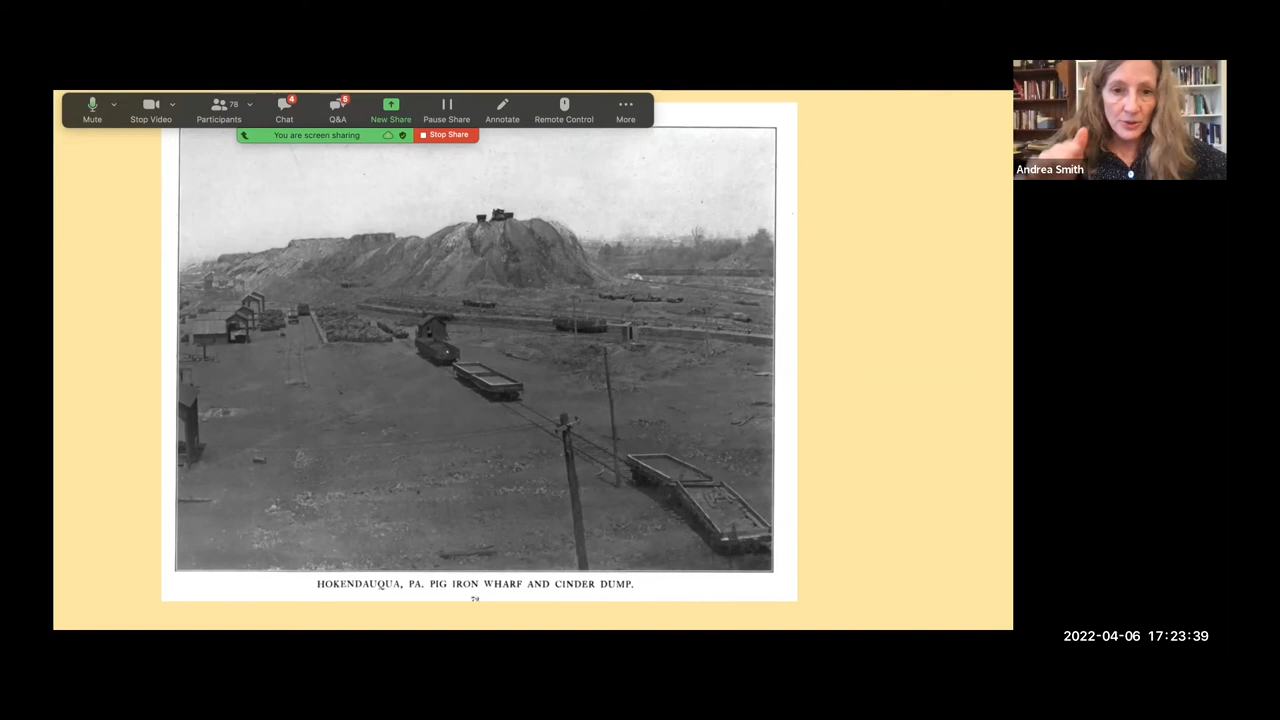 Mute
Stop Video
Participants
78
Chat
4
Q&A
5
New Share
Pause Share
Annotate
Remote Control
More
You are screen sharing
Stop Share
Andrea Smith
HOKENDAUQUA, PA. PIG IRON WHARF AND CINDER DUMP.
2022-04-06 17:23:39